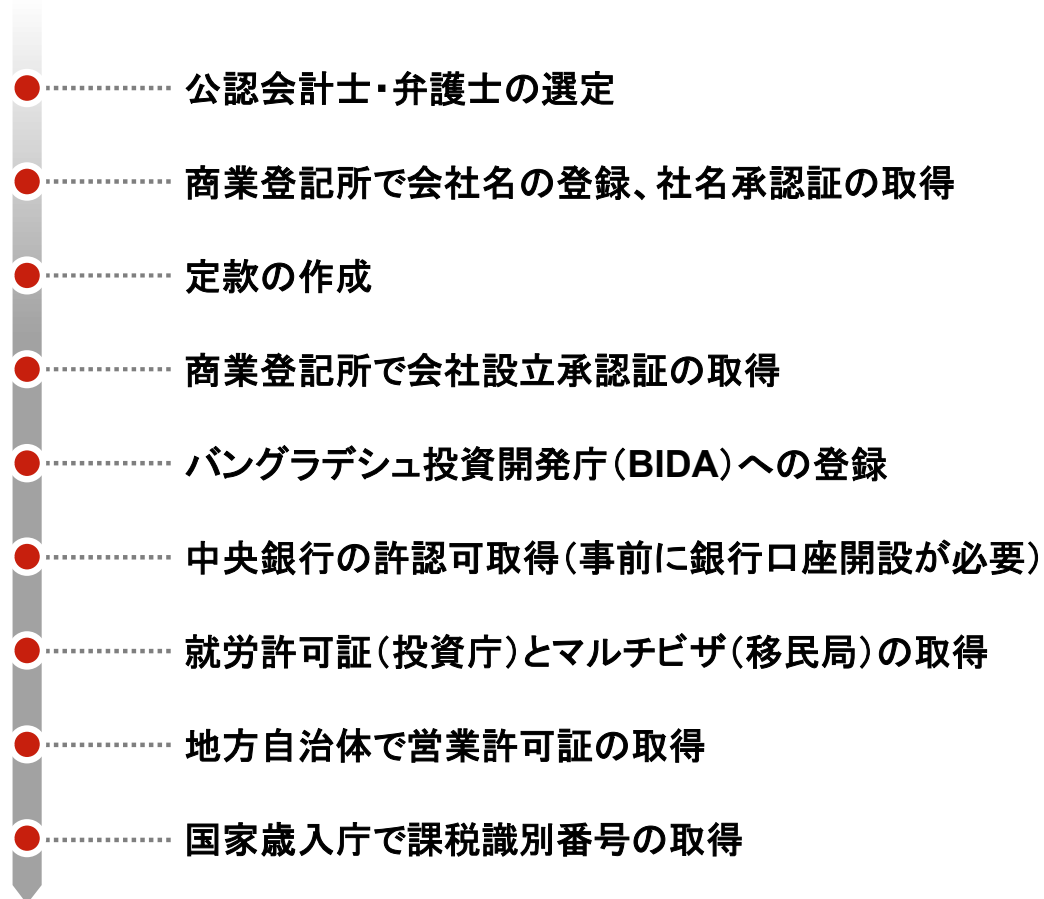 公認会計士・弁護士の選定
商業登記所で会社名の登録、社名承認証の取得
定款の作成
商業登記所で会社設立承認証の取得
バングラデシュ投資開発庁（BIDA）への登録
中央銀行の許認可取得（事前に銀行口座開設が必要）
就労許可証（投資庁）とマルチビザ（移民局）の取得
地方自治体で営業許可証の取得
国家歳入庁で課税識別番号の取得